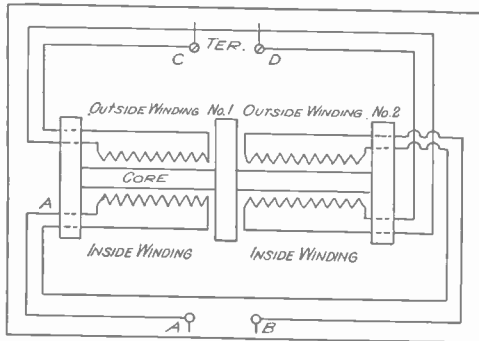 TER.
C D
OUTSIDE WINDING No.1 OUTSIDE WINDING No.2
CORE
A
INSIDE WINDING INSIDE WINDING
A B